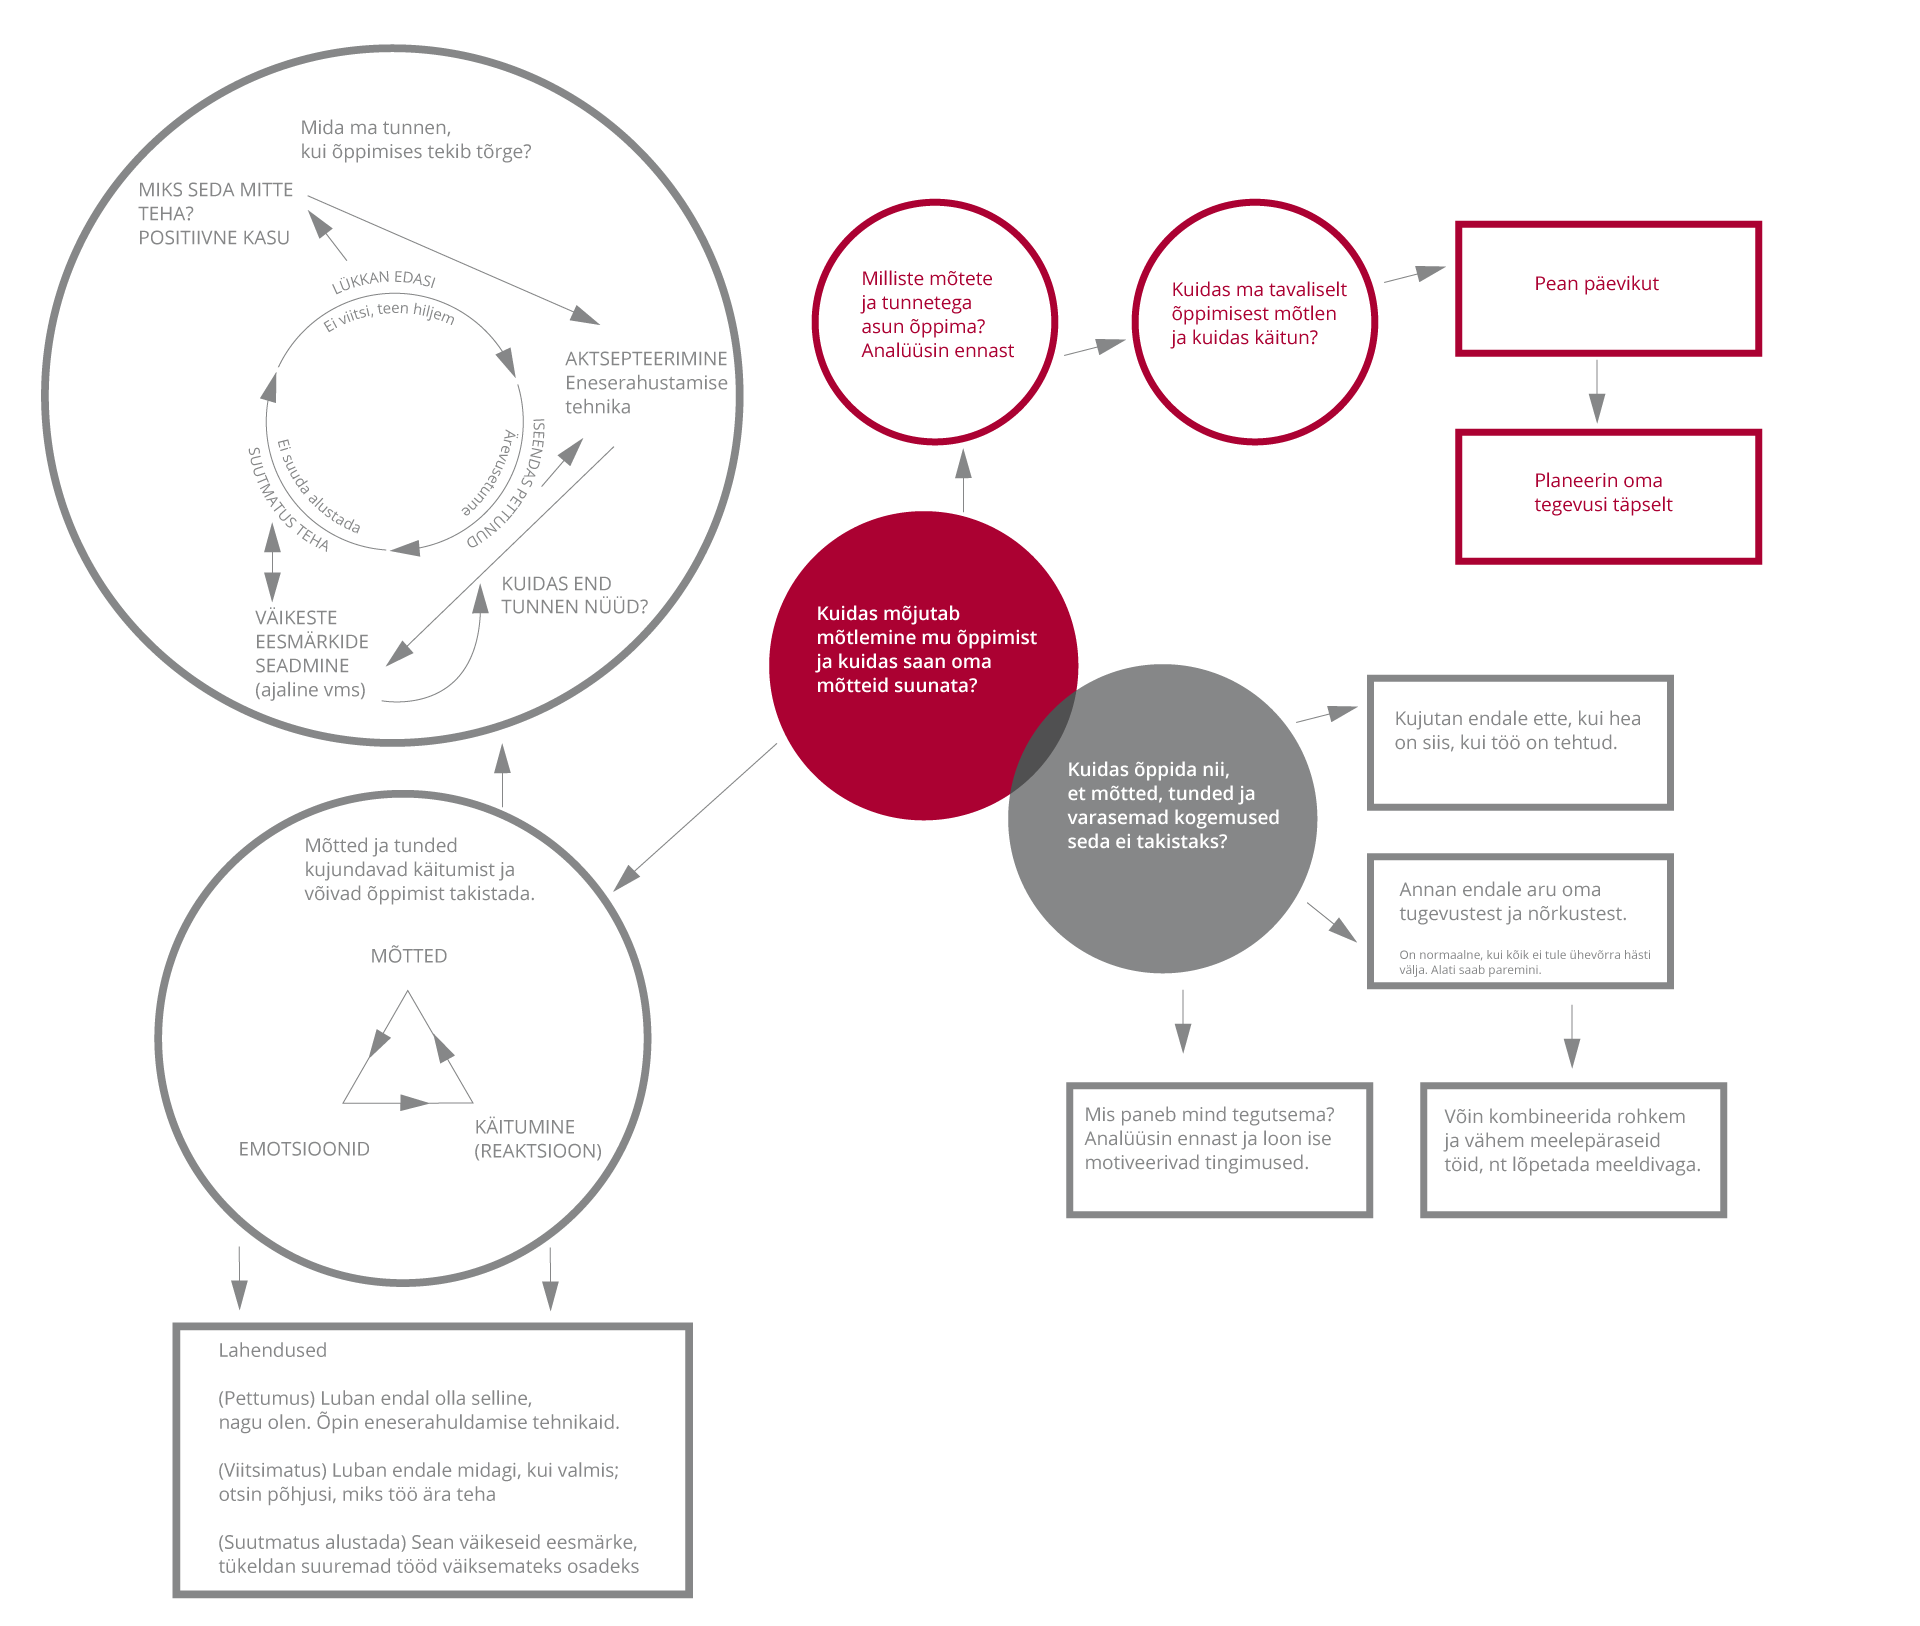 Mida ma tunnen,
kui õppimises tekib tõrge?
MIKS SEDA MITTE
TEHA?
POSITIIVNE KASU
LÜKKAN EDASI
Ei viitsi, teen hiljem
AKTSEPTEERIMINE
Eneserahustamise
tehnika
ISEENDAS PETTUNUD
Ärevusetunne
Ei suuda alustada
SUUTMATUS TEHA
KUIDAS END
TUNNEN NÜÜD?
VÄIKESTE
EESMÄRKIDE
SEADMINE
(ajaline vms)
Milliste mõtete
ja tunnetega
asun õppima?
Analüüsin ennast
Kuidas ma tavaliselt
õppimisest mõtlen
ja kuidas käitun?
Pean päevikut
Planeerin oma
tegevusi täpselt
Kuidas mõjutab
mõtlemine mu õppimist
ja kuidas saan oma
mõtteid suunata?
Kuidas õppida nii,
et mõtted, tunded ja
varasemad kogemused
seda ei takistaks?
Kujutan endale ette, kui hea
on siis, kui töö on tehtud.
Annan endale aru oma
tugevustest ja nõrkustest.
On normaalne, kui kõik ei tule ühevõrra hästi
välja. Alati saab paremini.
Mis paneb mind tegutsema?
Analüüsin ennast ja loon ise
motiveerivad tingimused.
Võin kombineerida rohkem
ja vähem meelepäraseid
töid, nt lõpetada meeldivaga.
Mõtted ja tunded
kujundavad käitumist ja
võivad õppimist takistada.
MÕTTED
EMOTSIOONID
KÄITUMINE
(REAKTSIOON)
Lahendused
(Pettumus) Luban endal olla selline,
nagu olen. Õpin eneserahuldamise tehnikaid.
(Viitsimatus) Luban endale midagi, kui valmis;
otsin põhjusi, miks töö ära teha
(Suutmatus alustada) Sean väikeseid eesmärke,
tükeldan suuremad tööd väiksemateks osadeks